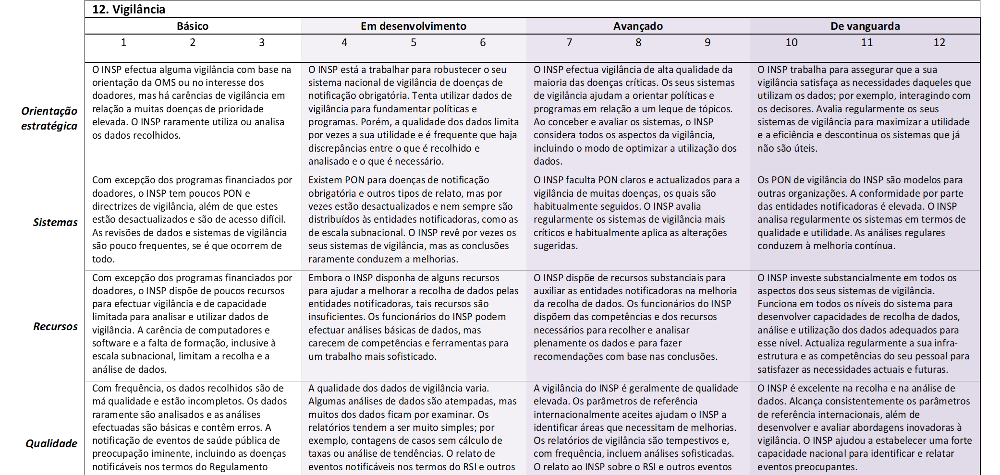 12. Vigilância
Básico
Em desenvolvimento
Avançado
De vanguarda
1 2 3 4 5 6 7 8 9 10 11 12
Orientação
estratégica
O INSP efectua alguma vigilância com base na
orientação da OMS ou no interesse dos
doadores, mas há carências de vigilância em
relação a muitas doenças de prioridade
elevada. O INSP raramente utiliza ou analisa
os dados recolhidos.
O INSP está a trabalhar para robustecer o seu
sistema nacional de vigilância de doenças de
notificação obrigatória. Tenta utilizar dados de
vigilância para fundamentar políticas e
programas. Porém, a qualidade dos dados limita
por vezes a sua utilidade e é frequente que haja
discrepâncias entre o que é recolhido e
analisado e o que é necessário.
O INSP efectua vigilância de alta qualidade da
maioria das doenças críticas. Os seus sistemas
de vigilância ajudam a orientar políticas e
programas em relação a um leque de tópicos.
Ao conceber e avaliar os sistemas, o INSP
considera todos os aspectos da vigilância,
incluindo o modo de optimizar a utilização dos
dados.
O INSP trabalha para assegurar que a sua
vigilância satisfaça as necessidades daqueles que
utilizam os dados; por exemplo, interagindo com
os decisores. Avalia regularmente os seus
sistemas de vigilância para maximizar a utilidade
e a eficiência e descontinua os sistemas que já
não são úteis.
Sistemas
Com excepção dos programas financiados por
doadores, o INSP tem poucos PON e
directrizes de vigilância, além de que estes
estão desactualizados e são de acesso difícil.
As revisões de dados e sistemas de vigilância
são pouco frequentes, se é que ocorrem de
todo.
Existem PON para doenças de notificação
obrigatória e outros tipos de relato, mas por
vezes estão desactualizados e nem sempre são
distribuídos às entidades notificadoras, como as
de escala subnacional. O INSP revê por vezes os
seus sistemas de vigilância, mas as conclusões
raramente conduzem a melhorias.
O INSP faculta PON claros e actualizados para a
vigilância de muitas doenças, os quais são
habitualmente seguidos. O INSP avalia
regularmente os sistemas de vigilância mais
críticos e habitualmente aplica as alterações
sugeridas.
Os PON de vigilância do INSP são modelos para
outras organizações. A conformidade por parte
das entidades notificadoras é elevada. O INSP
analisa regularmente os sistemas em termos de
qualidade e utilidade. As análises regulares
conduzem à melhoria contínua.
Recursos
Com excepção dos programas financiados por
doadores, o INSP dispõe de poucos recursos
para efectuar vigilância e de capacidade
limitada para analisar e utilizar dados de
vigilância. A carência de computadores e
software e a falta de formação, inclusive à
escala subnacional, limitam a recolha e a
análise de dados.
Embora o INSP disponha de alguns recursos
para ajudar a melhorar a recolha de dados pelas
entidades notificadoras, tais recursos são
insuficientes. Os funcionários do INSP podem
efectuar análises básicas de dados, mas
carecem de competências e ferramentas para
um trabalho mais sofisticado.
O INSP dispõe de recursos substanciais para
auxiliar as entidades notificadoras na melhoria
da recolha de dados. Os funcionários do INSP
dispõem das competências e dos recursos
necessários para recolher e analisar
plenamente os dados e para fazer
recomendações com base nas conclusões.
O INSP investe substancialmente em todos os
aspectos dos seus sistemas de vigilância.
Funciona em todos os níveis do sistema para
desenvolver capacidades de recolha de dados,
análise e utilização dos dados adequados para
esse nível. Actualiza regularmente a sua infra-
estrutura e as competências do seu pessoal para
satisfazer as necessidades actuais e futuras.
Qualidade
Com frequência, os dados recolhidos são de
má qualidade e estão incompletos. Os dados
raramente são analisados e as análises
efectuadas são básicas e contêm erros. A
notificação de eventos de saúde pública de
preocupação iminente, incluindo as doenças
notificáveis nos termos do Regulamento
A qualidade dos dados de vigilância varia.
Algumas análises de dados são atempadas, mas
muitos dos dados ficam por examinar. Os
relatórios tendem a ser muito simples; por
exemplo, contagens de casos sem cálculo de
taxas ou análise de tendências. O relato de
eventos notificáveis nos termos do RSI e outros
A vigilância do INSP é geralmente de qualidade
elevada. Os parâmetros de referência
internacionalmente aceites ajudam o INSP a
identificar áreas que necessitam de melhorias.
Os relatórios de vigilância são tempestivos e,
com frequência, incluem análises sofisticadas.
O relato ao INSP sobre o RSI e outros eventos
O INSP é excelente na recolha e na análise de
dados. Alcança consistentemente os parâmetros
de referência internacionais, além de
desenvolver e avaliar abordagens inovadoras à
vigilância. O INSP ajudou a estabelecer uma forte
capacidade nacional para identificar e relatar
eventos preocupantes.